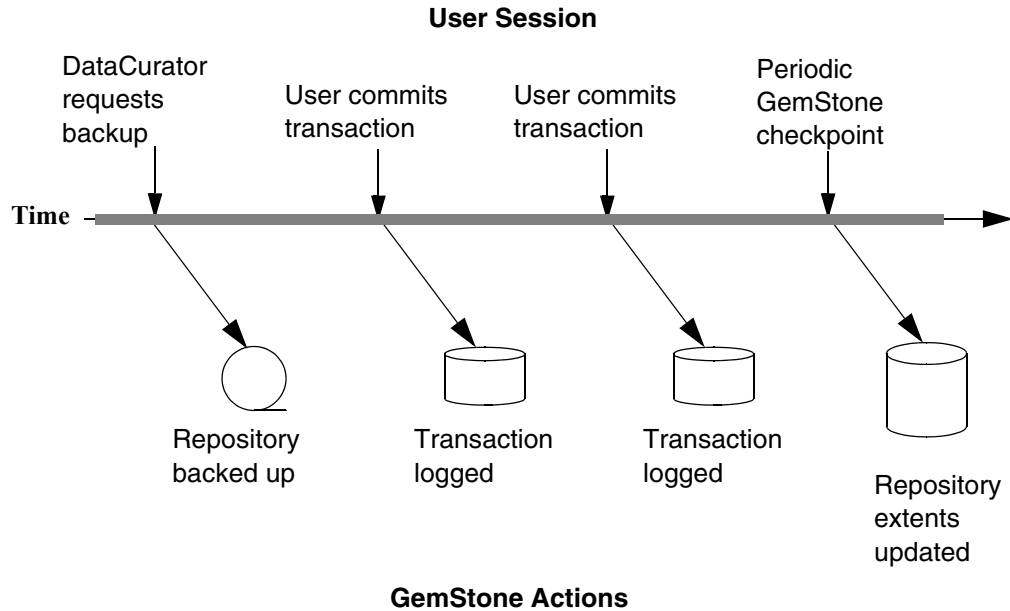 User Session
DataCurator
requests
backup
User commits
transaction
User commits
transaction
Periodic
GemStone
checkpoint
Time
Repository
backed up
Transaction
logged
Transaction
logged
Repository
extents
updated
GemStone Actions